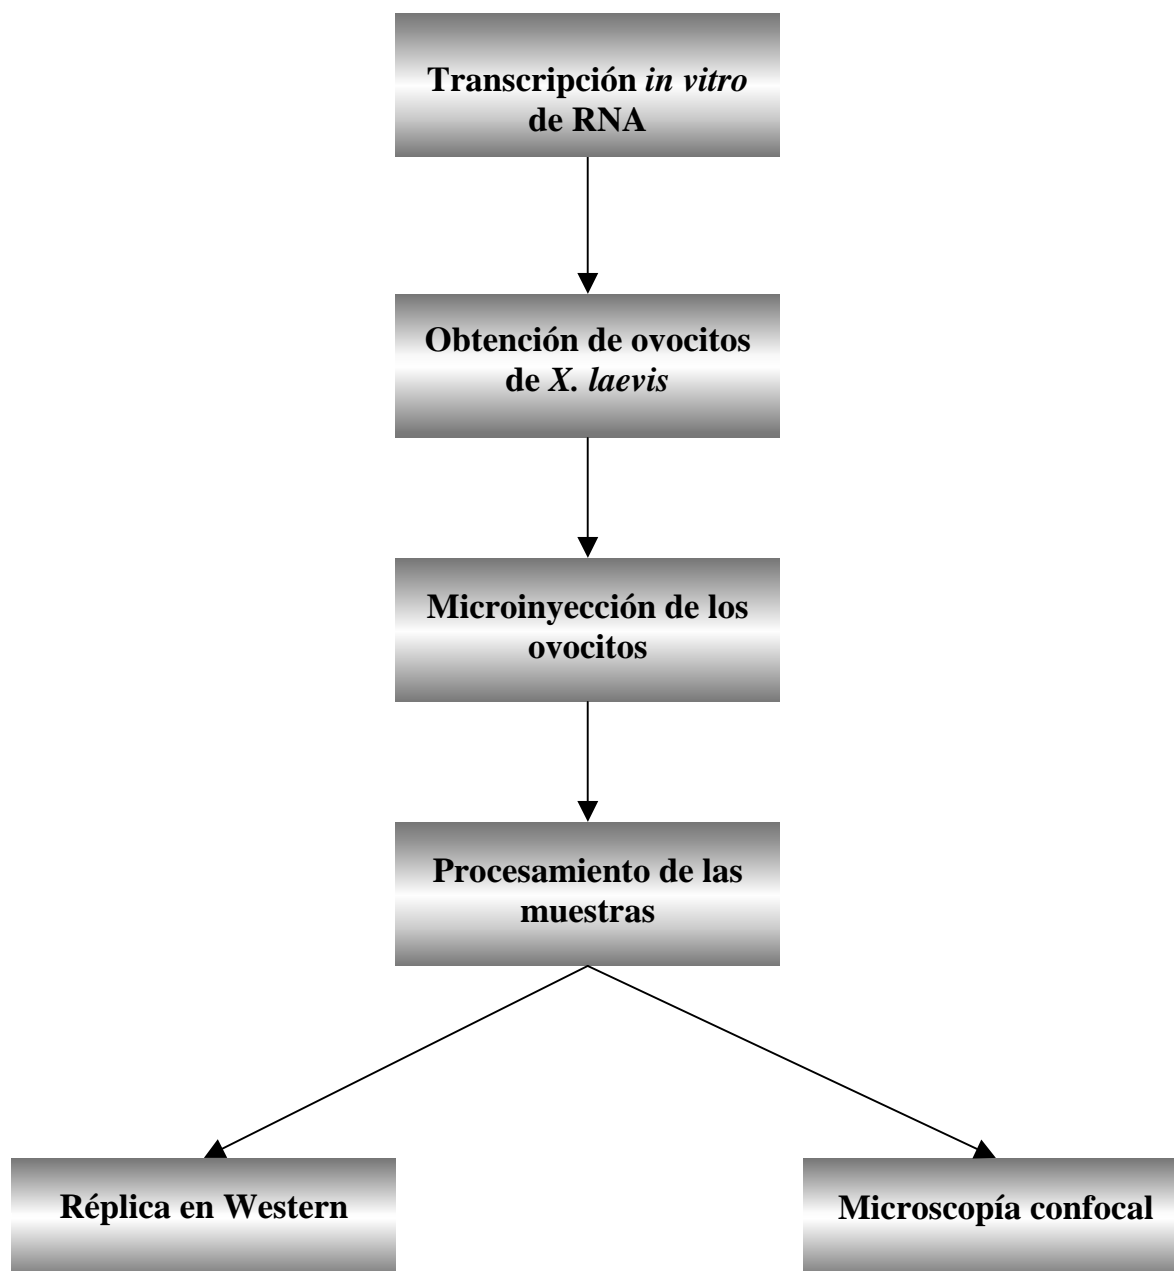 Transcripción in vitro
de RNA
Obtención de ovocitos
de X. laevis
Microinyección de los
ovocitos
Procesamiento de las
muestras
Réplica en Western
Microscopía confocal